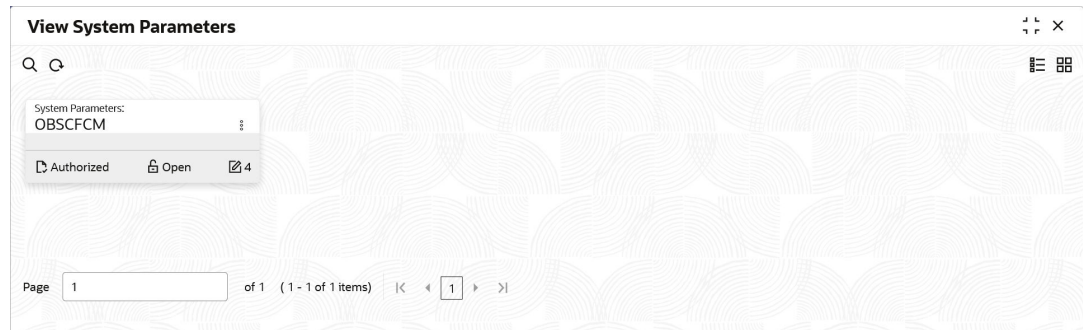 View System Parameters
System Parameters:
OBSCFCM
Authorized Open 4
Page 1 of 1 ( 1 - 1 of 1 items) 1